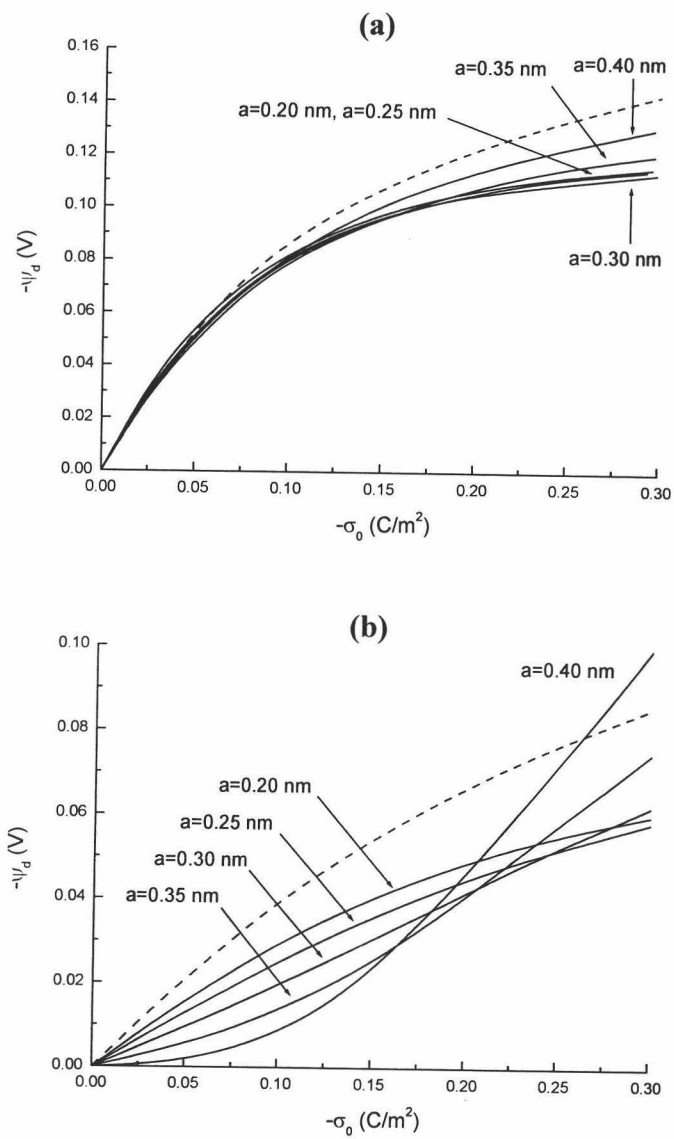 (a)
0.16
0.14
0.12
0.10
0.08
0.06
0.04
0.02
0.00
-ψd (V)
a=0.35 nm
a=0.40 nm
a=0.20 nm, a=0.25 nm
a=0.30 nm
0.00 0.05 0.10 0.15 0.20 0.25 0.30
-σ0 (C/m2)
(b)
0.10
0.08
0.06
0.04
0.02
0.00
-ψd (V)
a=0.40 nm
a=0.20 nm
a=0.25 nm
a=0.30 nm
a=0.35 nm
0.00 0.05 0.10 0.15 0.20 0.25 0.30
-σ0 (C/m2)